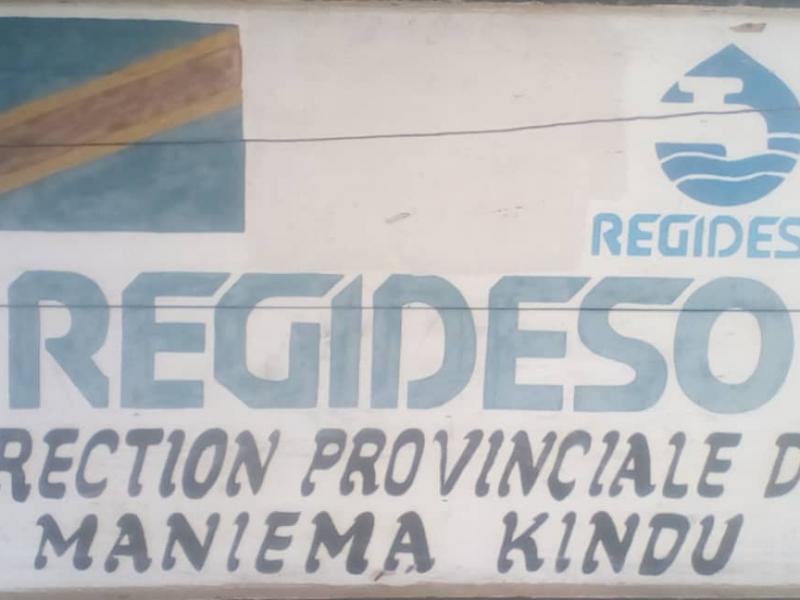 REGIDES
REGIDESO
RECTION PROVINCIALE D
MANIEMA KINDU